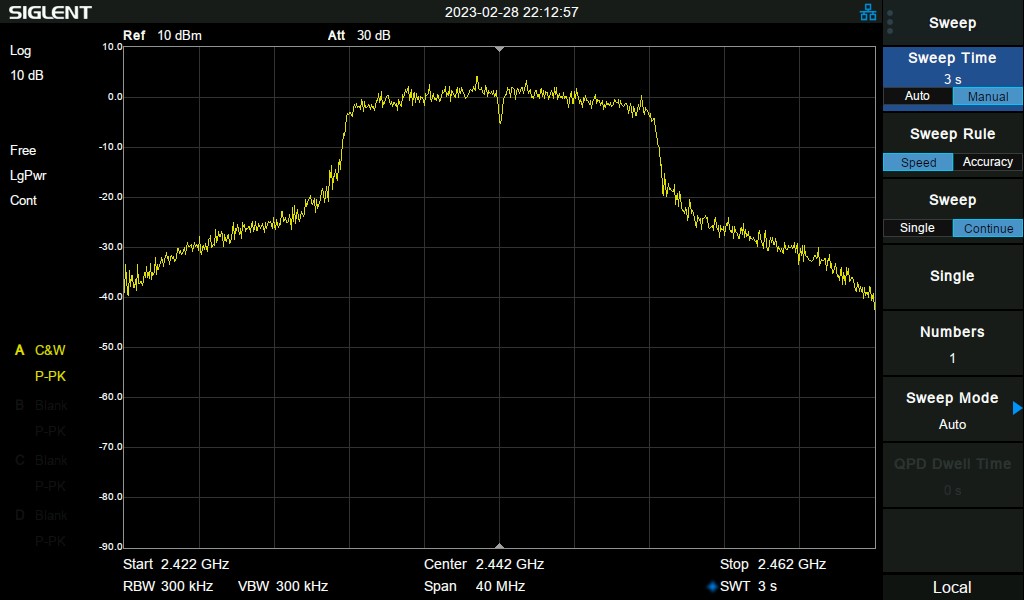 SIGLENT
2023-02-28 22:12:57
Ref 10 dBm Att 30 dB
Log
10 dB
Free
LgPwr
Cont
10.0
0.0
-10.0
-20.0
-30.0
-40.0
-50.0
-60.0
-70.0
-80.0
-90.0
A C&W
P-PK
B Blank
P-PK
C Blank
P-PK
D Blank
P-PK
Start 2.422 GHz Center 2.442 GHz Stop 2.462 GHz
RBW 300 kHz VBW 300 kHz Span 40 MHz SWT 3 s
Sweep
Sweep Time
3 s
Auto Manual
Sweep Rule
Speed Accuracy
Sweep
Single Continue
Single
Numbers
1
Sweep Mode
Auto
QPD Dwell Time
0 s
Local